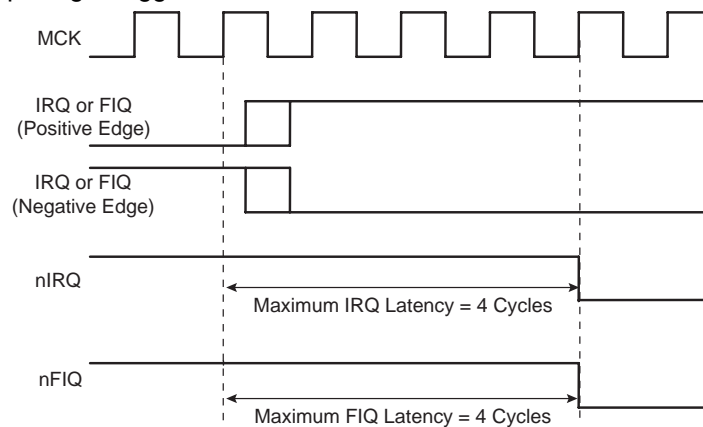 MCK
IRQ or FIQ
(Positive Edge)
IRQ or FIQ
(Negative Edge)
nIRQ
Maximum IRQ Latency = 4 Cycles
nFIQ
Maximum FIQ Latency = 4 Cycles